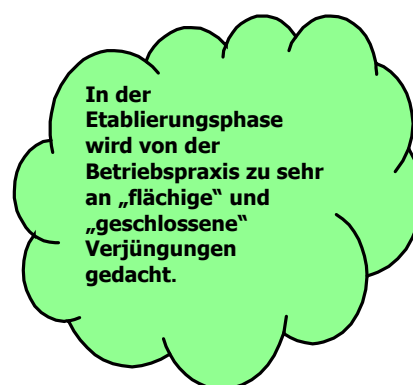 In der
Etablierungsphase
wird von der
Betriebspraxis zu sehr
an „flächige“ und
„geschlossene“
Verjüngungen
gedacht.